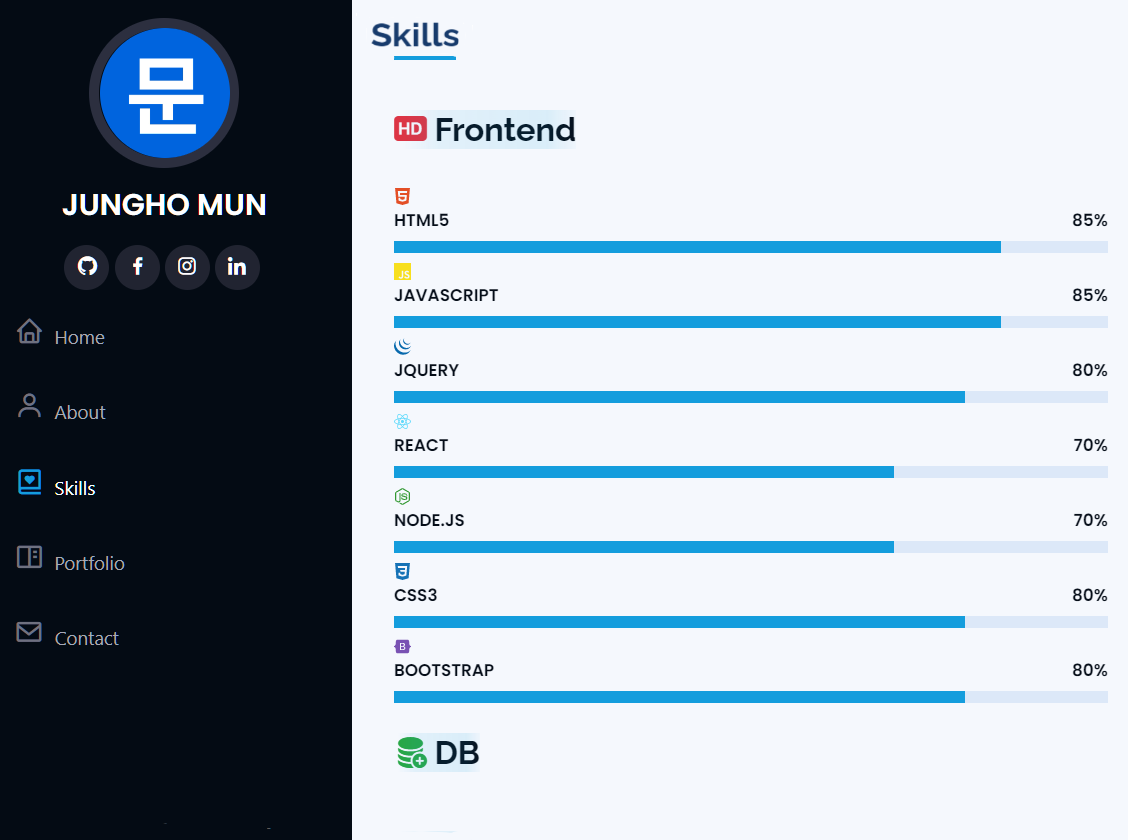 문
JUNGHO MUN
Home
About
Skills
Portfolio
Contact
Skills
HD Frontend
HTML5 85%
JS
JAVASCRIPT 85%
JQUERY 80%
REACT 70%
JS
NODE.JS 70%
3
CSS3 80%
B
BOOTSTRAP 80%
DB